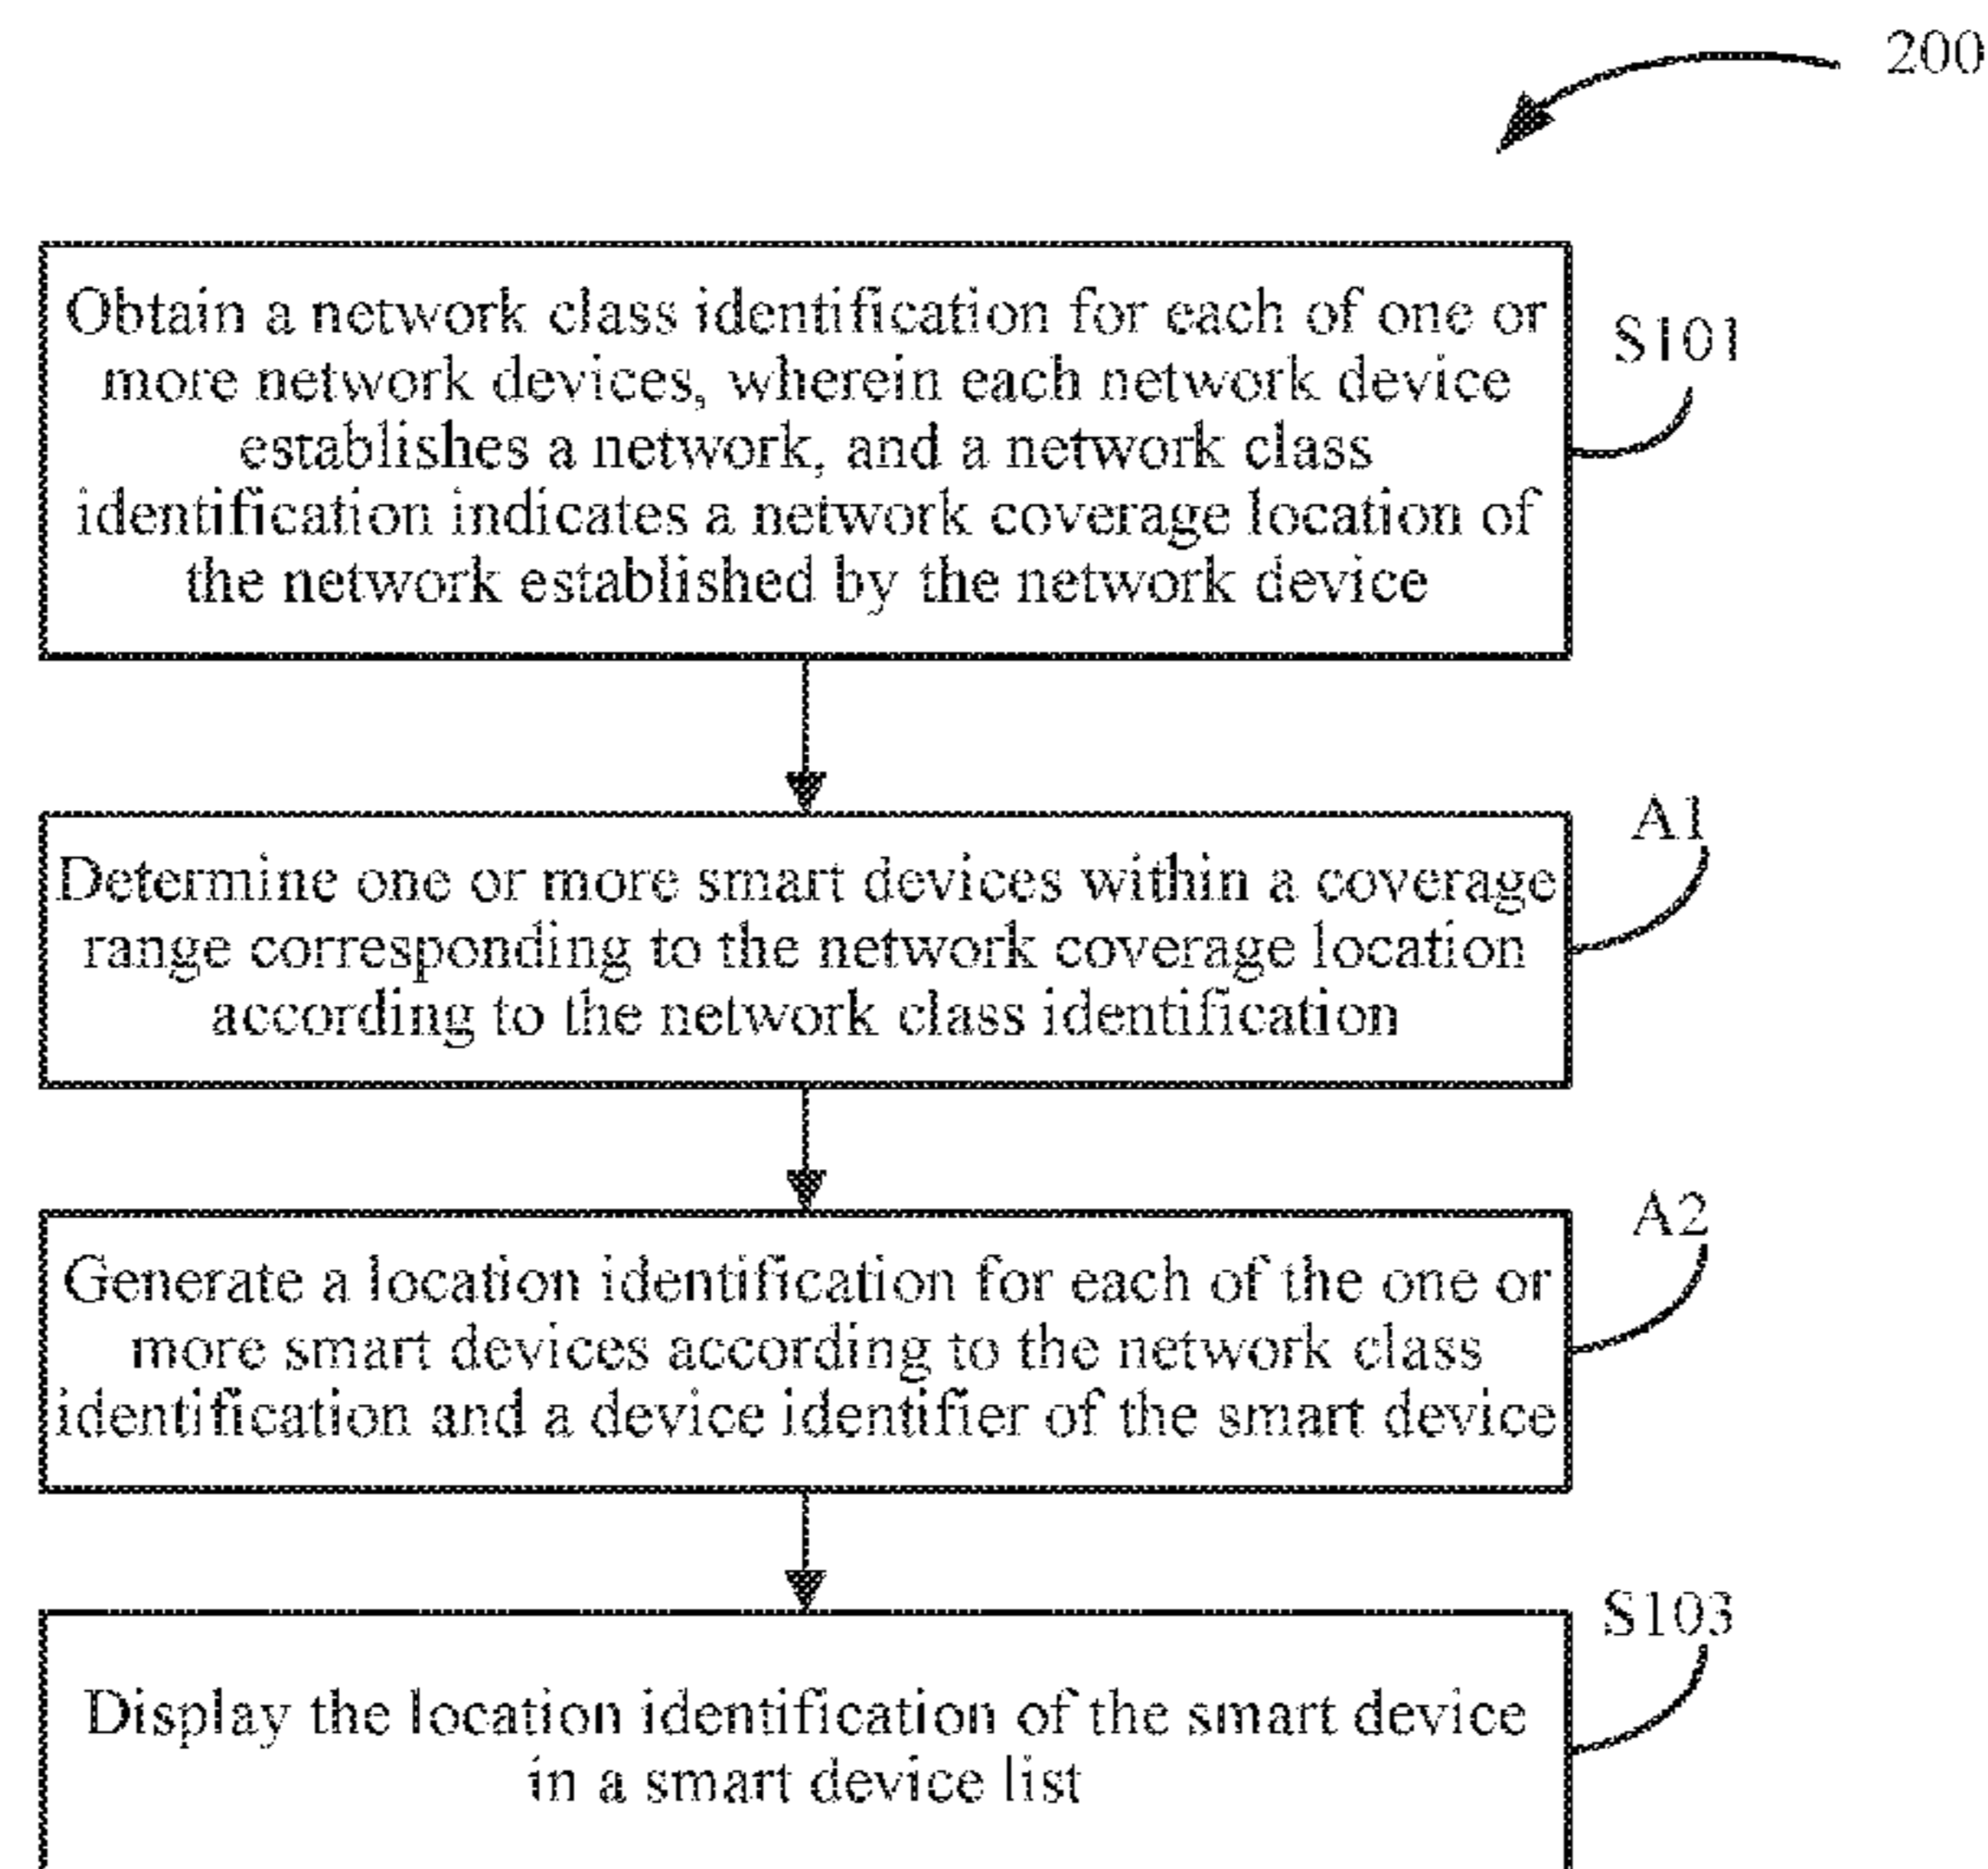 200
Obtain a network class identification for each of one or
more network devices, wherein each network device
establishes a network, and a network class
identification indicates a network coverage location of
the network established by the network device
S101
Determine one or more smart devices within a coverage
range corresponding to the network coverage location
according to the network class identification
A1
Generate a location identification for each of the one or
more smart devices according to the network class
identification and a device identifier of the smart device
A2
Display the location identification of the smart device
in a smart device list
S103